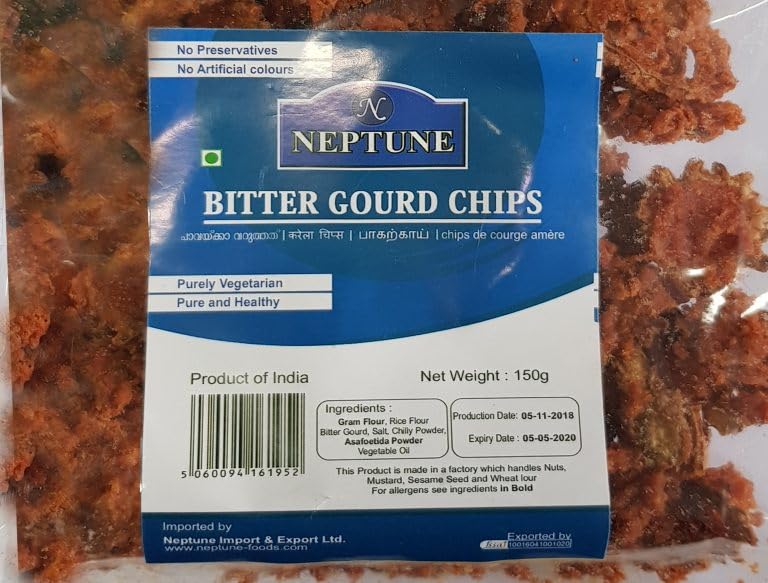 No Preservatives
No Artificial colours
N
NEPTUNE
BITTER GOURD CHIPS
പാവയ്ക്കാ വറുത്തത് | करेला चिप्स | பாகற்காய் | chips de courge amère
Purely Vegetarian
Pure and Healthy
Product of India
Net Weight : 150g
5 060094 161952
Ingredients :
Gram Flour, Rice Flour
Bitter Gourd, Salt, Chilly Powder,
Asafoetida Powder
Vegetable Oil
Production Date: 05-11-2018
Expiry Date : 05-05-2020
This Product is made in a factory which handles Nuts,
Mustard, Sesame Seed and Wheat lour
For allergens see ingredients in Bold
Imported by
Neptune Import & Export Ltd.
www.neptune-foods.com
Exported by
fssai 10016041001020